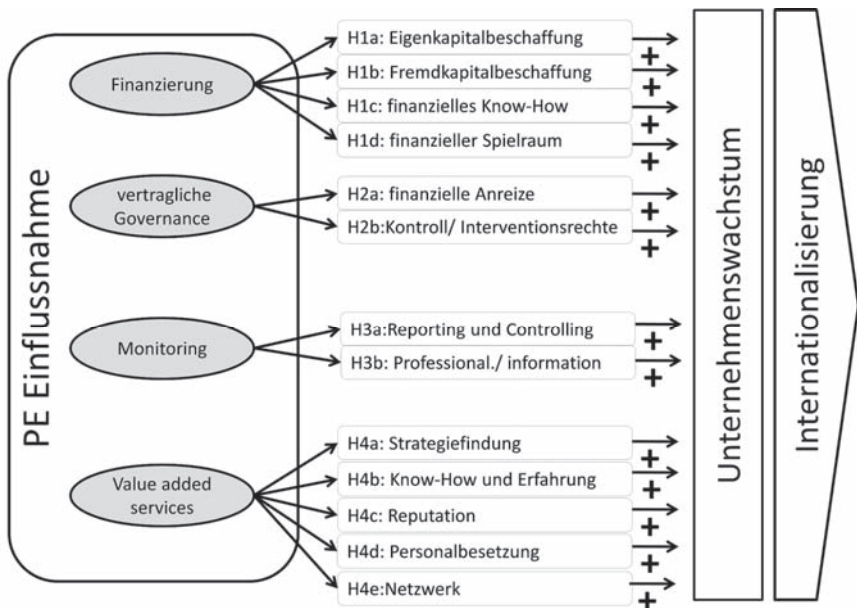 PE Einflussnahme
Finanzierung
H1a: Eigenkapitalbeschaffung
+
H1b: Fremdkapitalbeschaffung
+
H1c: finanzielles Know-How
+
H1d: finanzieller Spielraum
+
vertragliche
Governance
H2a: finanzielle Anreize
+
H2b:Kontroll/ Interventionsrechte
+
Monitoring
H3a:Reporting und Controlling
+
H3b: Professional./ information
+
Value added
services
H4a: Strategiefindung
+
H4b: Know-How und Erfahrung
+
H4c: Reputation
+
H4d: Personalbesetzung
+
H4e:Netzwerk
+
Unternehmenswachstum
Internationalisierung